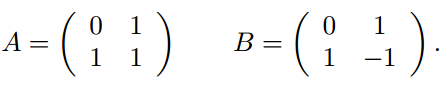 A = ( 0 1 B = ( 0 1
1 1 ) 1 −1 ) .